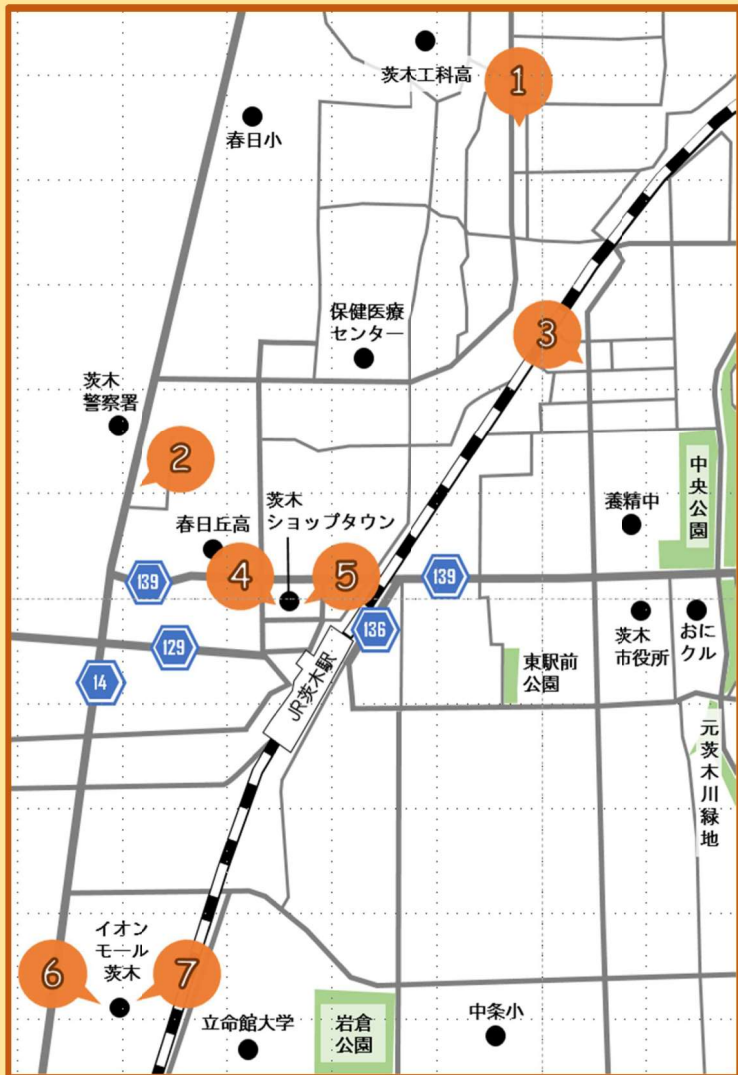 茨木工科高
1
春日小
保健医療
センター
3
茨木
警察署
2
中
央
公
園
養精中
茨木
ショップタウン
春日丘高
4
5
139
139
136
129
14
JR茨木駅
東駅前
公園
茨木
市役所
おに
クル
元
茨
木
川
緑
地
イオン
モール
茨木
6
7
立命館大学
岩倉
公園
中条小